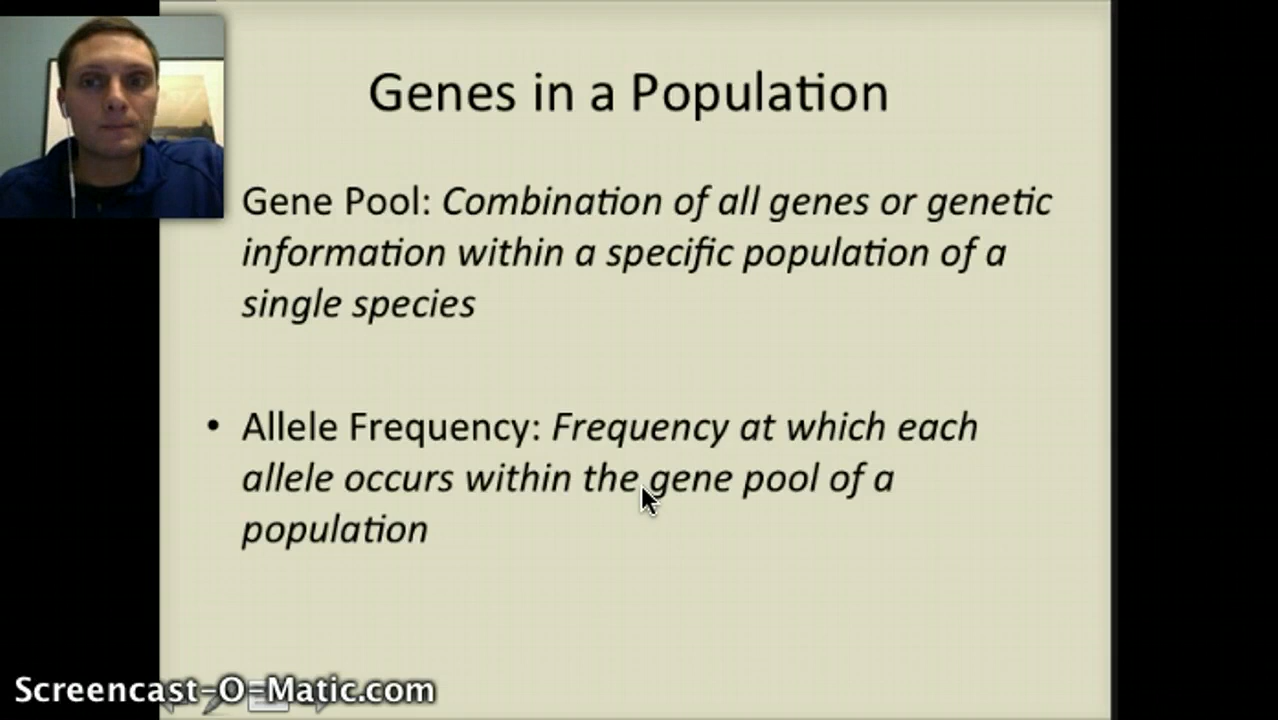 Genes in a Population
Gene Pool: Combination of all genes or genetic
information within a specific population of a
single species
• Allele Frequency: Frequency at which each
allele occurs within the gene pool of a
population
Screencast-O-Matic.com